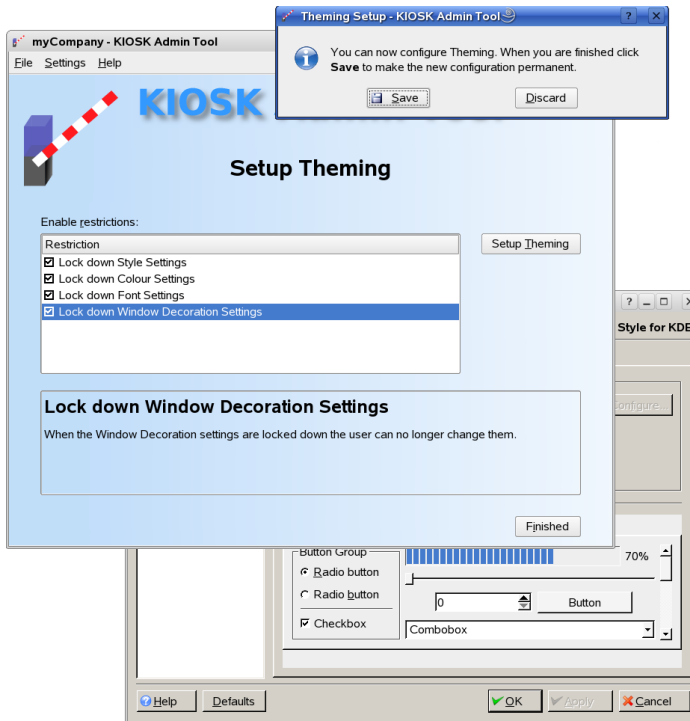 Theming Setup - KIOSK Admin Tool
You can now configure Theming. When you are finished click
Save to make the new configuration permanent.
Save
Discard
myCompany - KIOSK Admin Tool
File Settings Help
KIOSK
Setup Theming
Enable restrictions:
Restriction
Lock down Style Settings
Lock down Colour Settings
Lock down Font Settings
Lock down Window Decoration Settings
Setup Theming
Lock down Window Decoration Settings
When the Window Decoration settings are locked down the user can no longer change them.
Finished
Style for KDE
Configure...
Button Group
Radio button
Radio button
Checkbox
70%
0
Button
Combobox
Help
Defaults
OK
Apply
Cancel